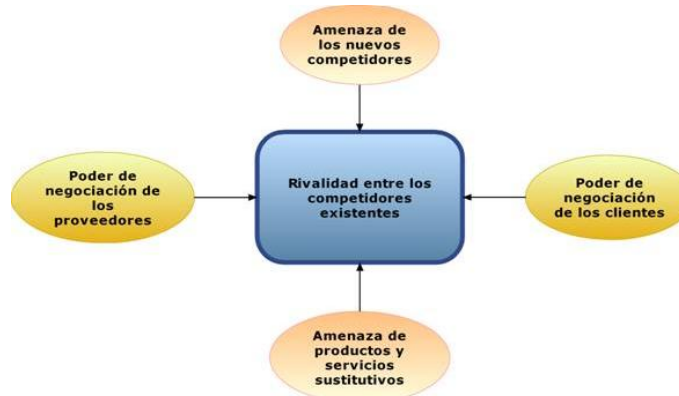 Amenaza de
los nuevos
competidores
Poder de
negociación de
los
proveedores
Rivalidad entre los
competidores
existentes
Poder de
negociación
de los clientes
Amenaza de
productos y
servicios
sustitutivos